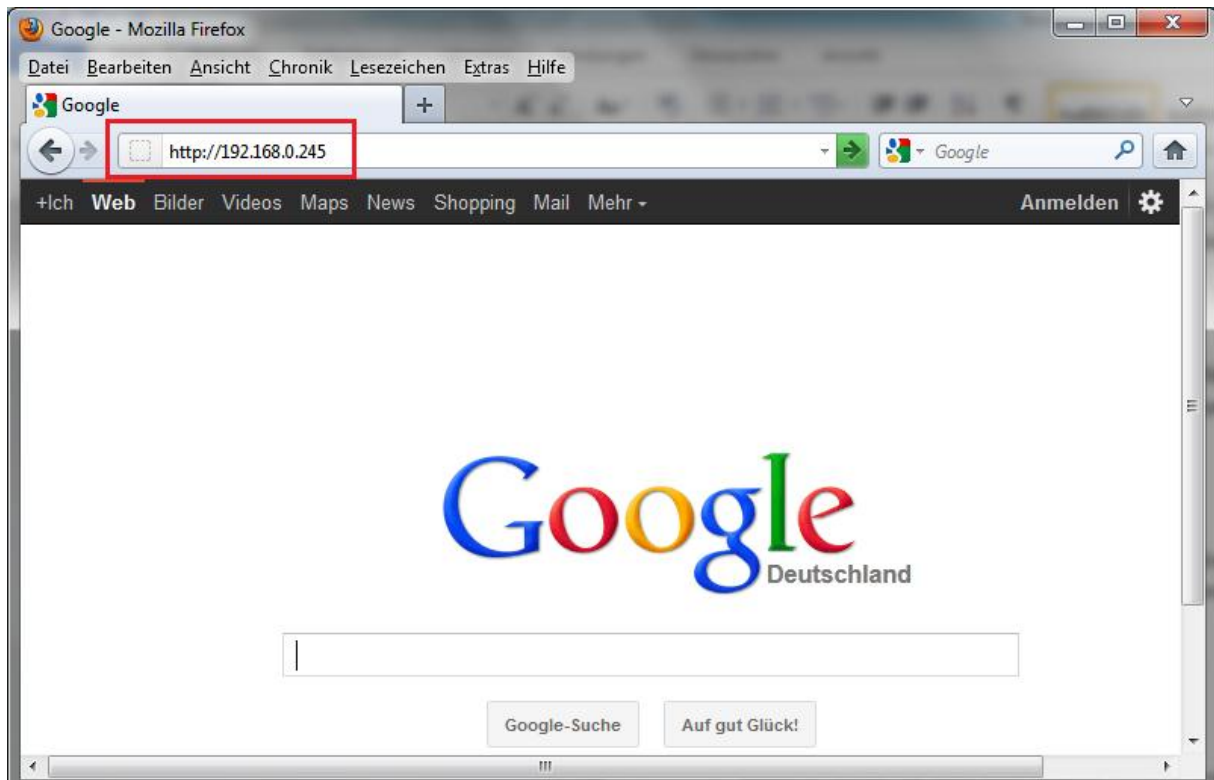 Google - Mozilla Firefox
Datei Bearbeiten Ansicht Chronik Lesezeichen Extras Hilfe
Google
http://192.168.0.245
Google
+Ich Web Bilder Videos Maps News Shopping Mail Mehr
Anmelden
Google
Deutschland
Google-Suche
Auf gut Glück!